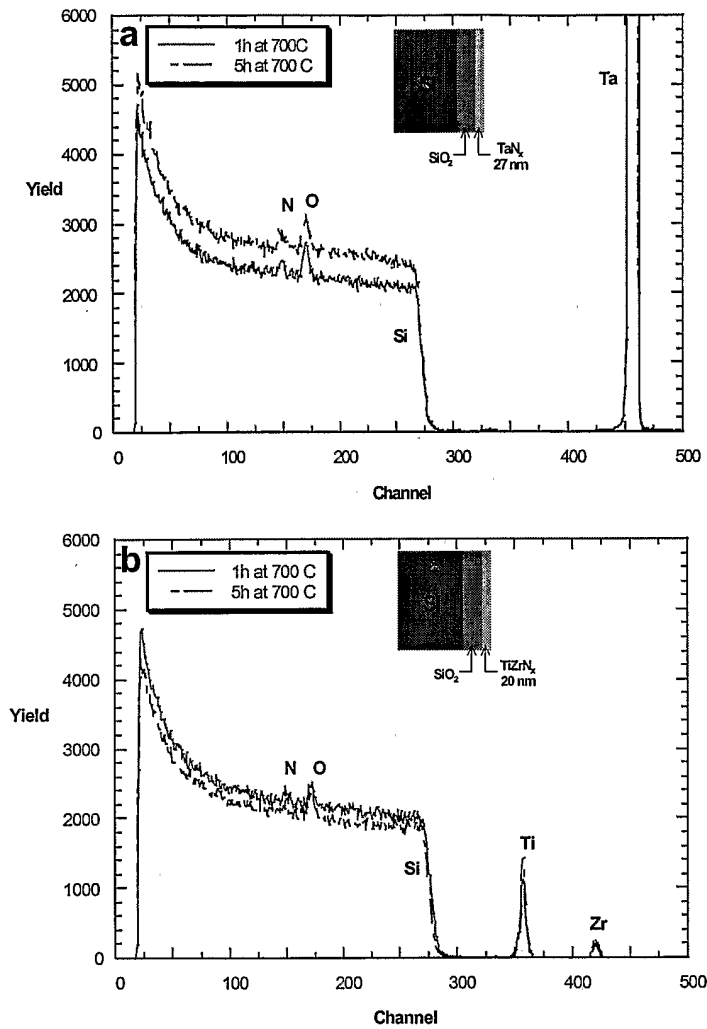 a
1h at 700C
5h at 700 C
6000
5000
4000
3000
2000
1000
0
Yield
N
O
Si
Ta
SiO₂
TaNₓ
27 nm
0
100
200
300
400
500
Channel
b
1h at 700 C
5h at 700 C
6000
5000
4000
3000
2000
1000
0
Yield
N
O
Si
Ti
Zr
SiO₂
TiZrNₓ
20 nm
0
100
200
300
400
500
Channel